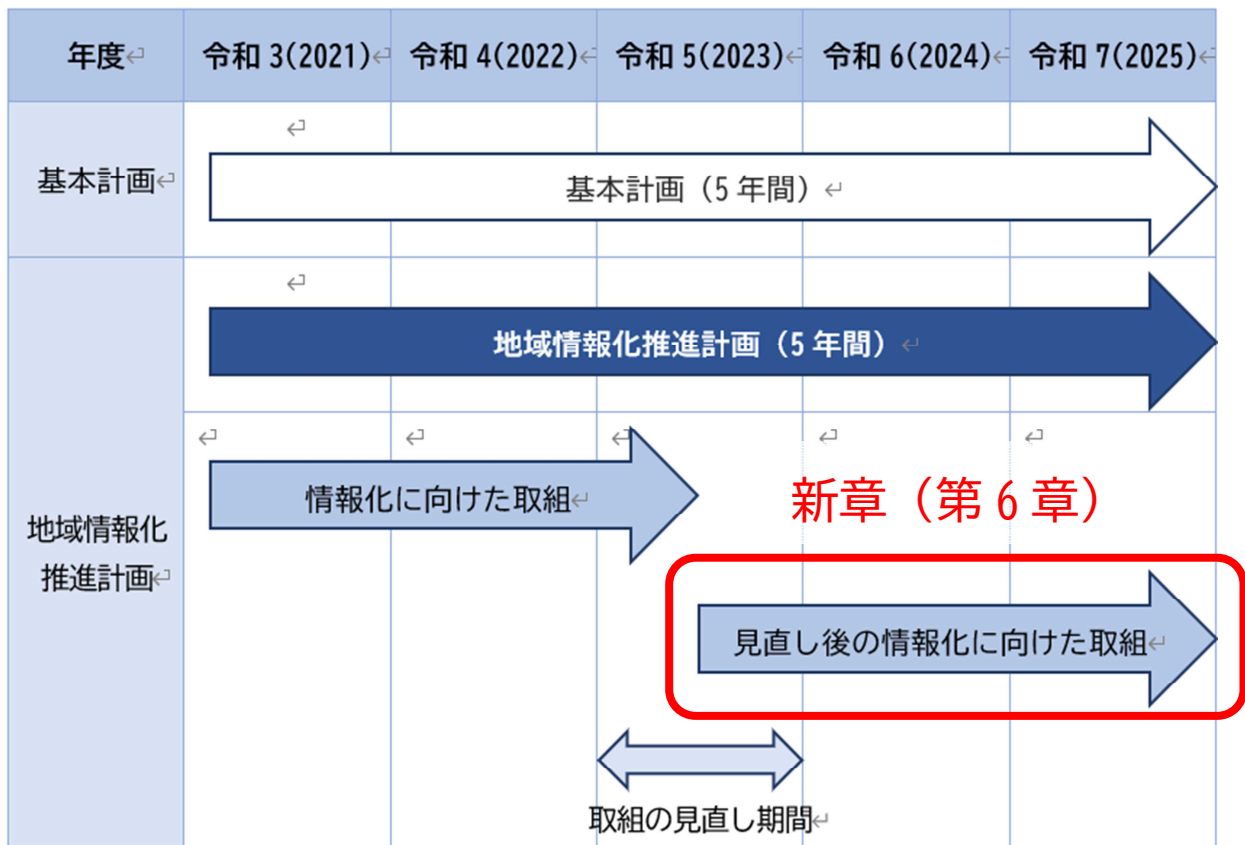 年度
令和 3(2021)
令和 4(2022)
令和 5(2023)
令和 6(2024)
令和 7(2025)
基本計画
基本計画（5 年間）
地域情報化
推進計画
地域情報化推進計画（5 年間）
情報化に向けた取組
新章（第 6 章）
見直し後の情報化に向けた取組
取組の見直し期間